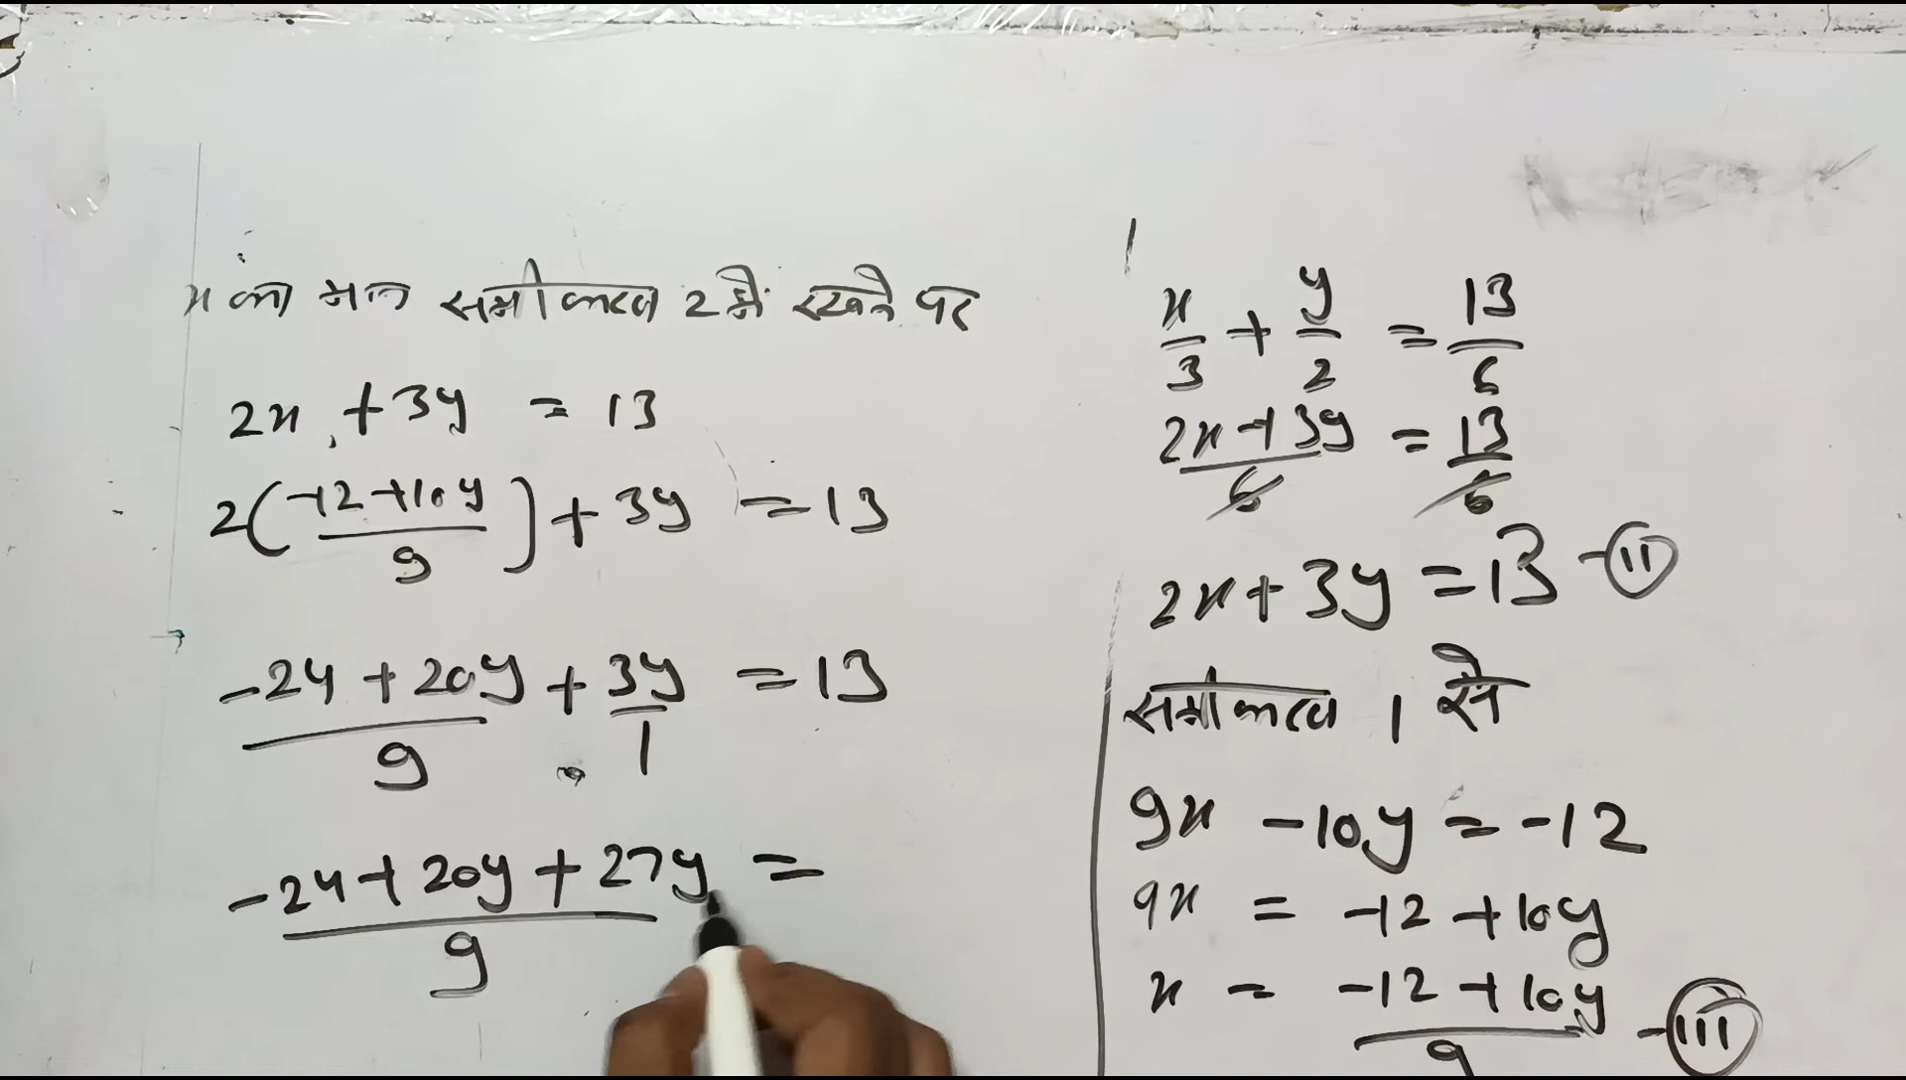 x का मान समीकरण 2 में रखने पर
2x + 3y = 13
2(-12+10y/9) + 3y = 13
-24+20y/9 + 3y/1 = 13
-24+20y+27y/9 =
x/3 + y/2 = 13/6
2x+3y/6 = 13/6
2x+3y = 13 -(II)
समीकरण 1 से
9x - 10y = -12
9x = -12+10y
x = -12+10y/9 -(III)